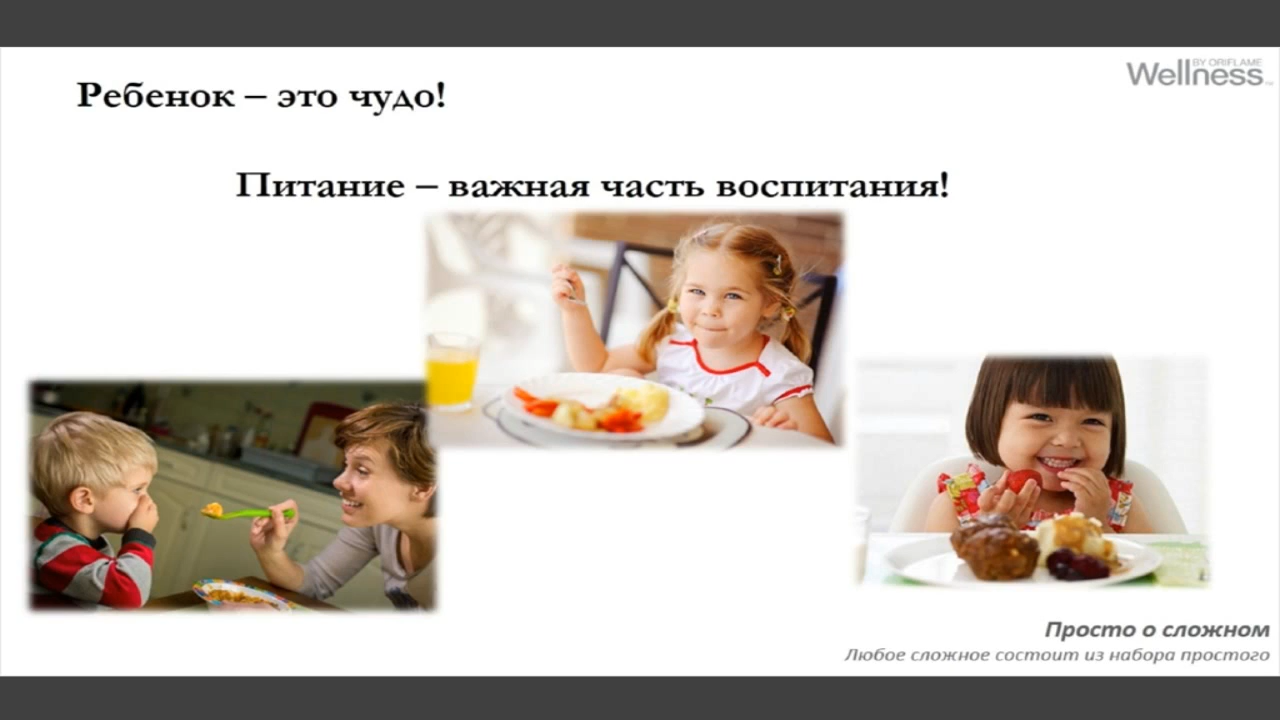 Ребенок – это чудо!
BY ORIFLAME
Wellness
Питание – важная часть воспитания!
Просто о сложном
Любое сложное состоит из набора простого